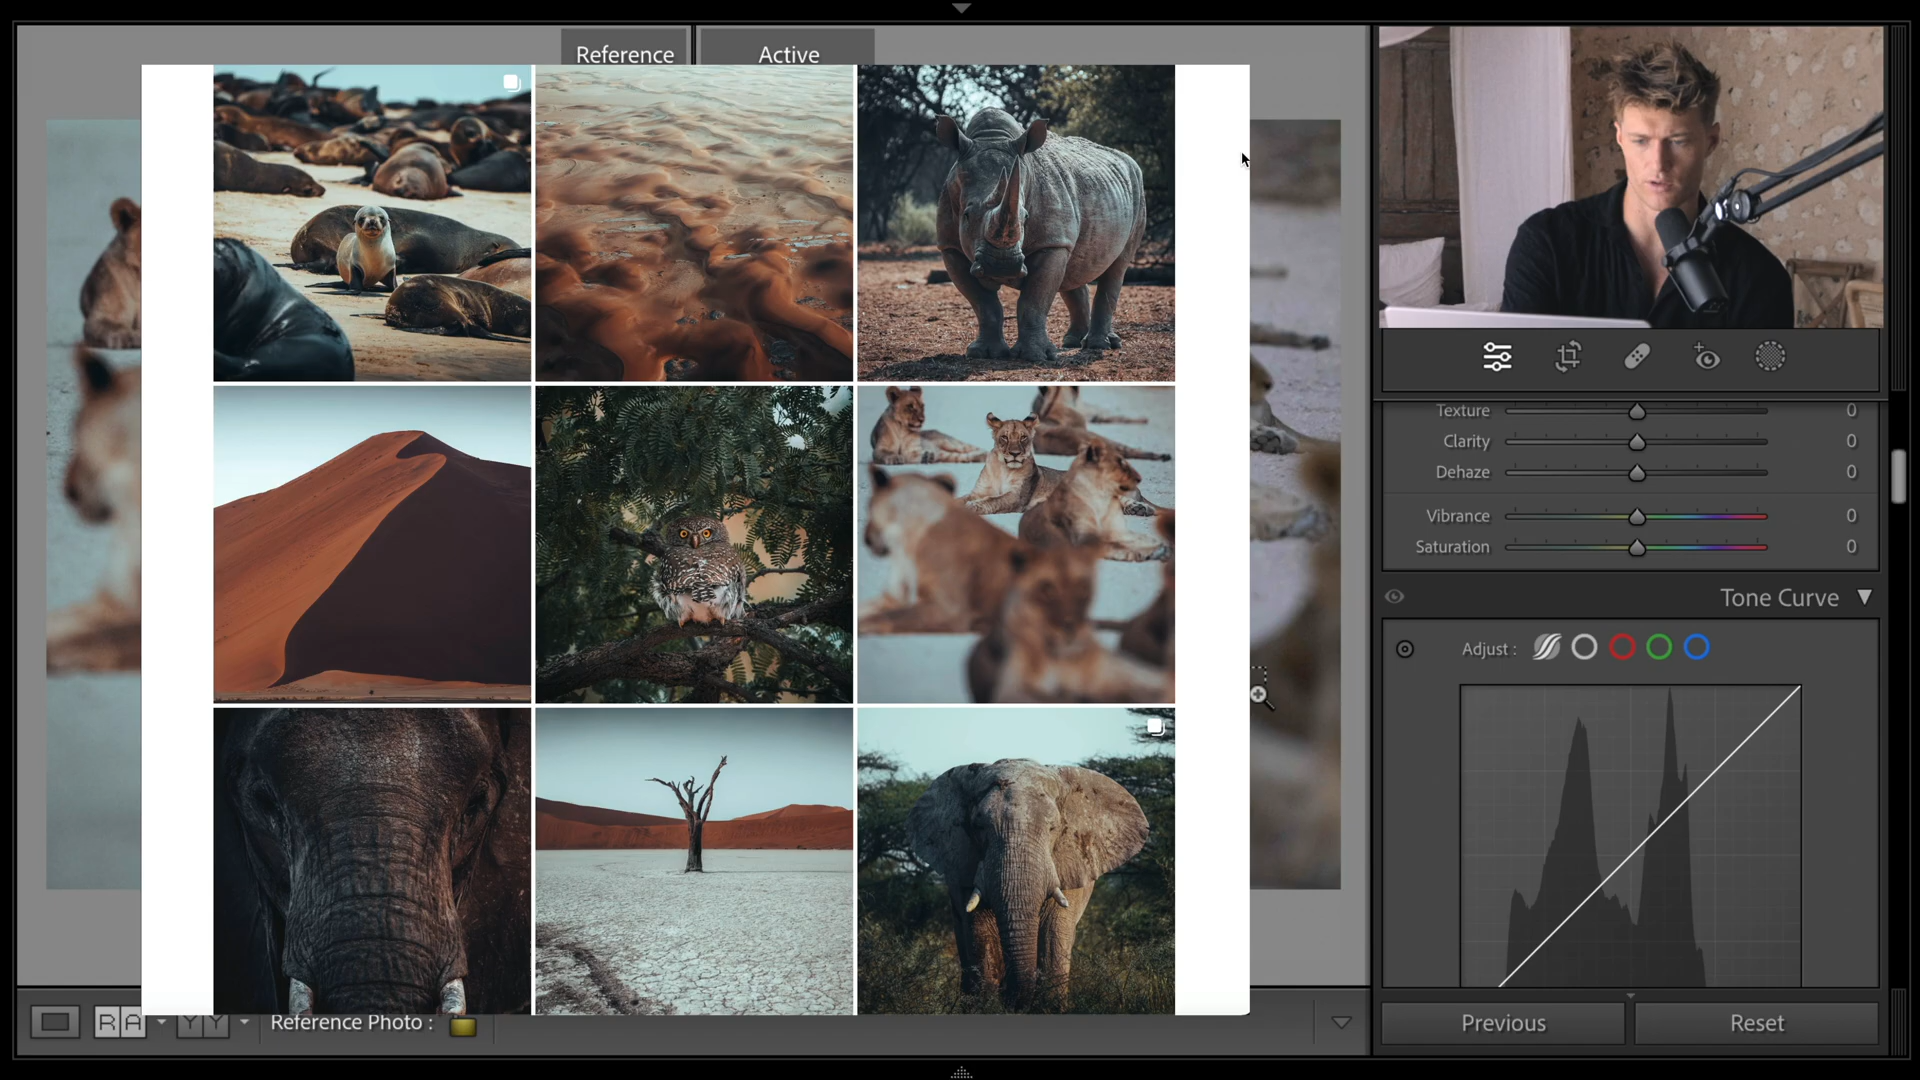 Reference
Active
Texture 0
Clarity 0
Dehaze 0
Vibrance 0
Saturation 0
Tone Curve
Adjust :
R A
Y Y
Reference Photo :
Previous
Reset